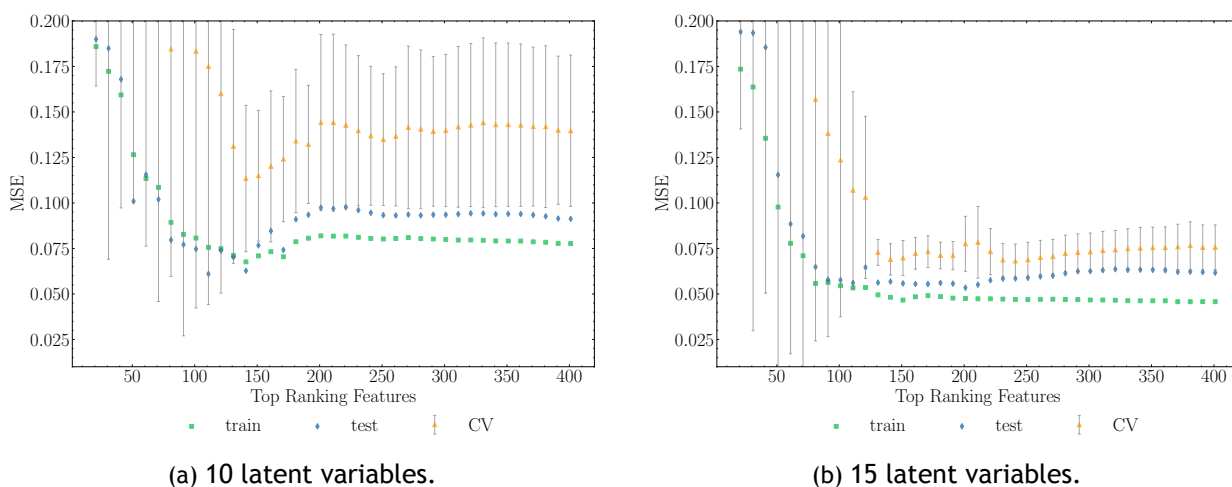 0.200
0.175
0.150
0.125
0.100
0.075
0.050
0.025
MSE
50 100 150 200 250 300 350 400
Top Ranking Features
train test CV
(a) 10 latent variables.
0.200
0.175
0.150
0.125
0.100
0.075
0.050
0.025
MSE
50 100 150 200 250 300 350 400
Top Ranking Features
train test CV
(b) 15 latent variables.